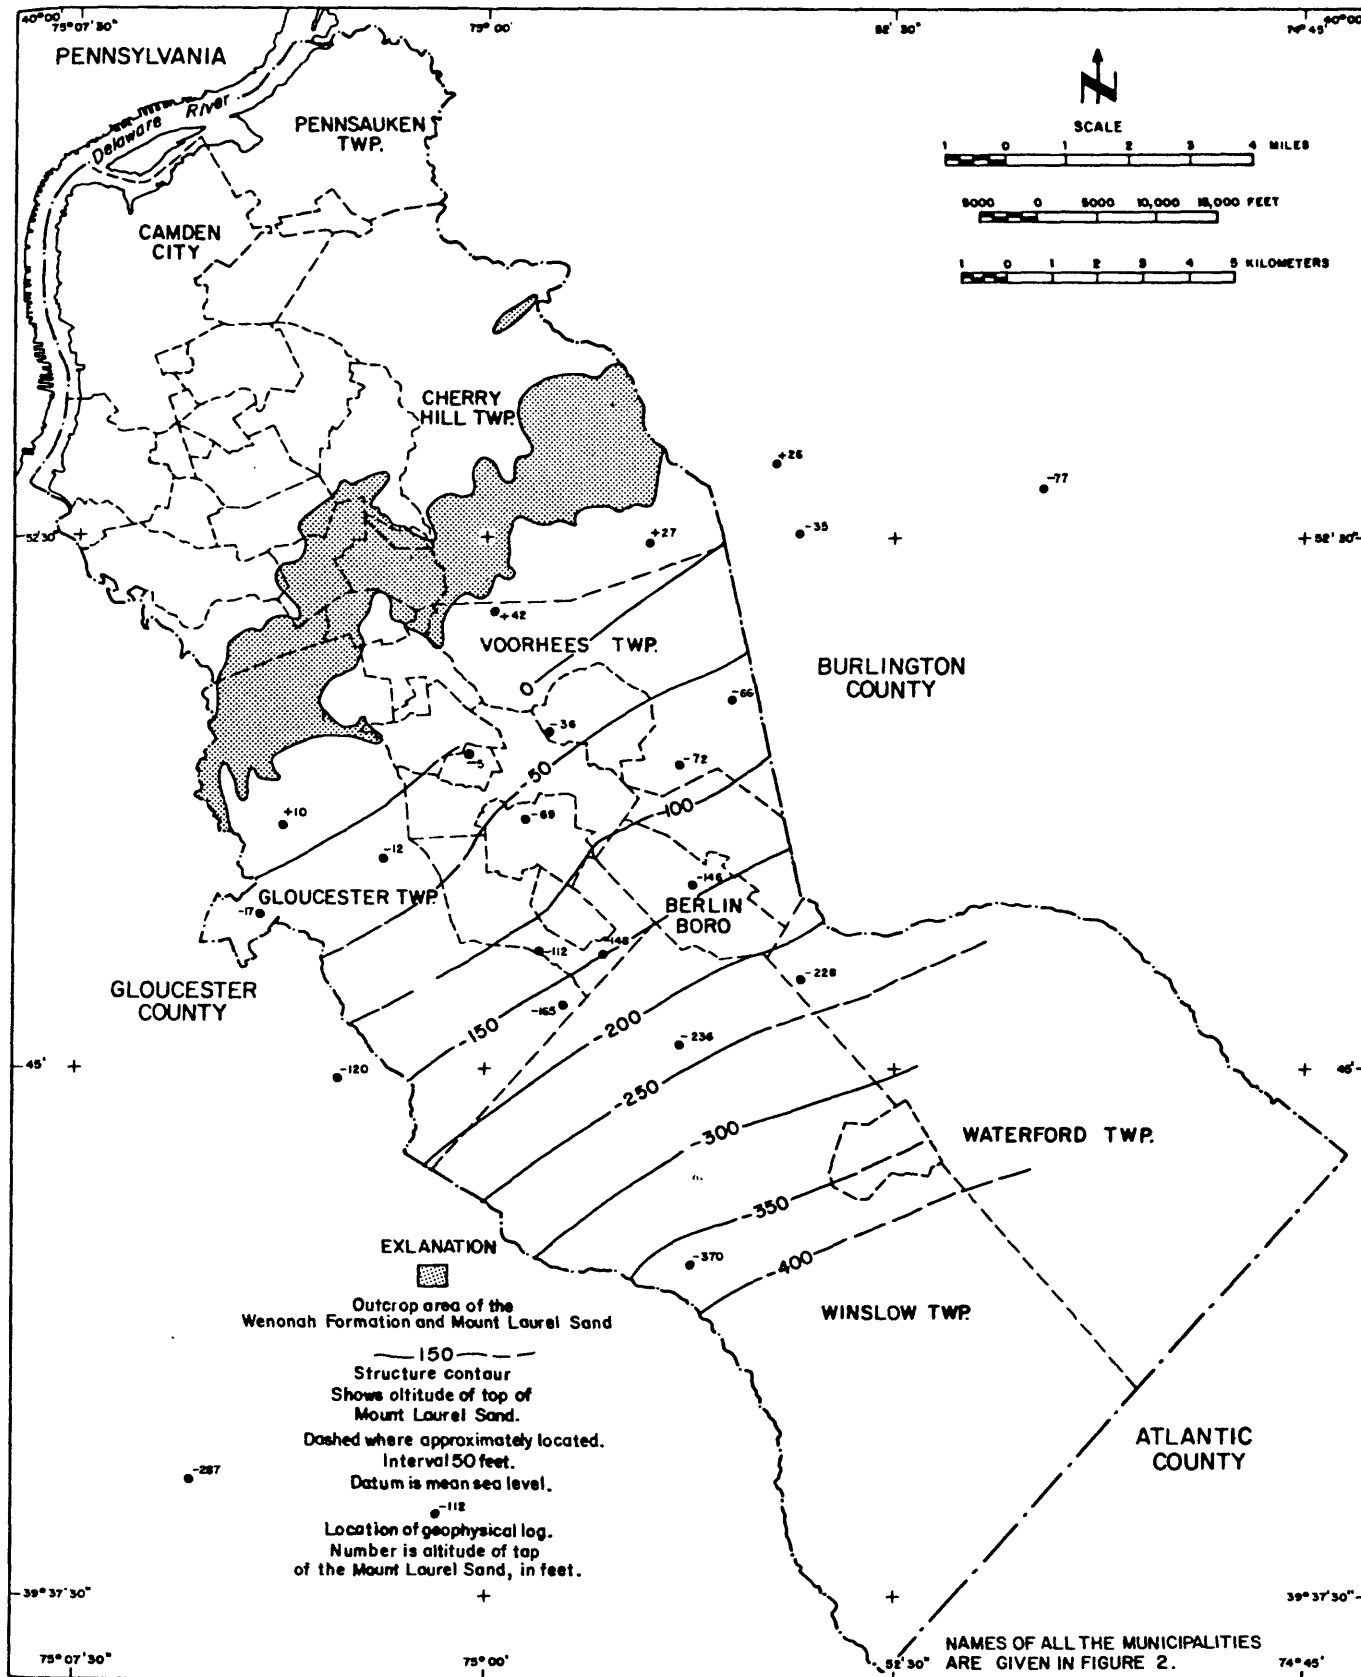 40°00'
75°07'30"
75°00'
52'30"
74°45'
40°00'
PENNSYLVANIA
Delaware River
PENNSAUKEN
TWP.
SCALE
1 0 1 2 3 4 MILES
5000 0 5000 10,000 15,000 FEET
1 0 1 2 3 4 5 KILOMETERS
CAMDEN
CITY
CHERRY
HILL TWP.
+26
-77
52'30"
+27
-35
52'30"
+42
VOORHEES TWP.
BURLINGTON
COUNTY
0
-66
-36
-5
-50
-72
-100
+10
-69
-12
-146
GLOUCESTER TWP.
BERLIN
BORO
-17
-112
-148
-228
GLOUCESTER
COUNTY
-165
-150
-200
-236
45'
-120
45'
-250
-300
WATERFORD TWP.
-350
-370
-400
WINSLOW TWP.
EXLANATION
Outcrop area of the
Wenonah Formation and Mount Laurel Sand
150
Structure contour
Shows altitude of top of
Mount Laurel Sand.
Dashed where approximately located.
Interval 50 feet.
Datum is mean sea level.
-112
Location of geophysical log.
Number is altitude of top
of the Mount Laurel Sand, in feet.
ATLANTIC
COUNTY
-287
39°37'30"
39°37'30"
NAMES OF ALL THE MUNICIPALITIES
ARE GIVEN IN FIGURE 2.
75°07'30"
75°00'
52'30"
74°45'